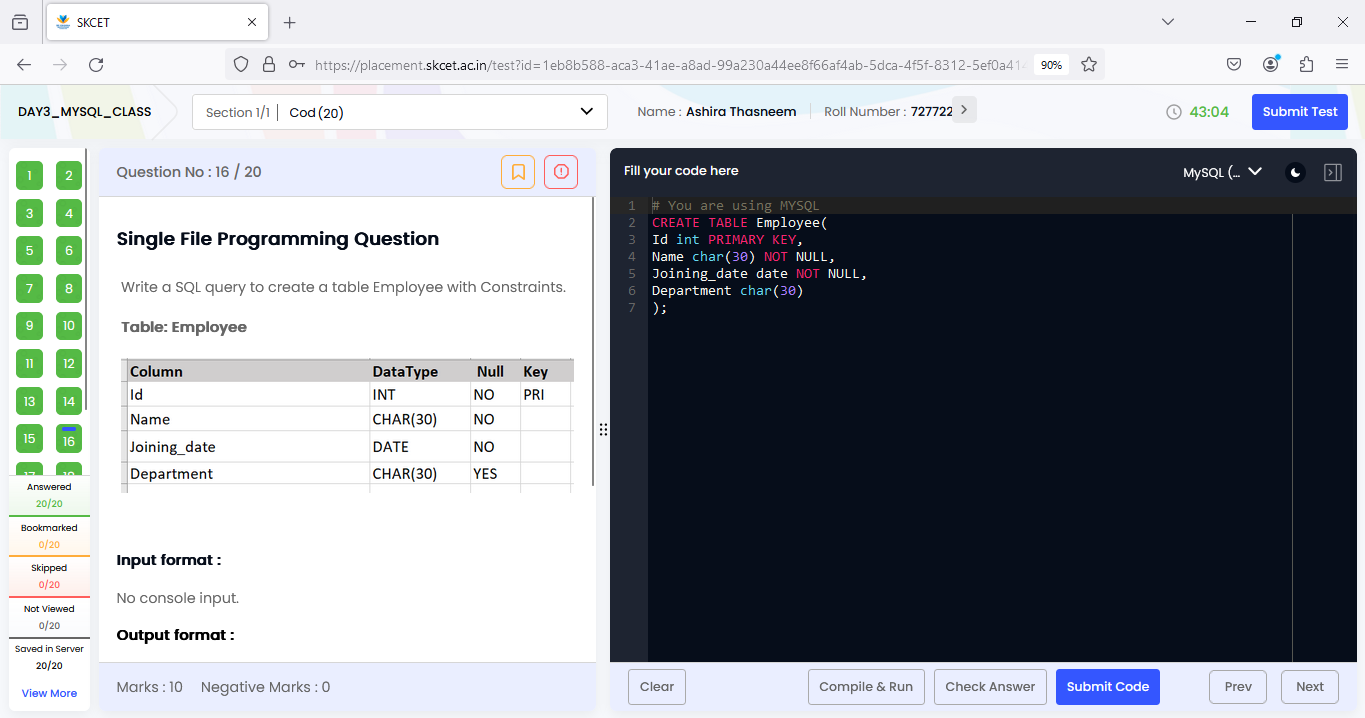 SKCET
https://placement.skcet.ac.in/test?id=1eb8b588-aca3-41ae-a8ad-99a230a44ee8f66af4ab-5dca-4f5f-8312-5ef0a414
90%
DAY3_MYSQL_CLASS
Section 1/1 | Cod (20)
Name : Ashira Thasneem
Roll Number : 727722
43:04
Submit Test
1 2
3 4
5 6
7 8
9 10
11 12
13 14
15 16
17 18
Answered
20/20
Bookmarked
0/20
Skipped
0/20
Not Viewed
0/20
Saved in Server
20/20
View More
Question No : 16 / 20
Single File Programming Question
Write a SQL query to create a table Employee with Constraints.
Table: Employee
Column DataType Null Key
Id INT NO PRI
Name CHAR(30) NO
Joining_date DATE NO
Department CHAR(30) YES
Input format :
No console input.
Output format :
Marks : 10 Negative Marks : 0
Fill your code here
MySQL (...
1 # You are using MYSQL
2 CREATE TABLE Employee(
3 Id int PRIMARY KEY,
4 Name char(30) NOT NULL,
5 Joining_date date NOT NULL,
6 Department char(30)
7 );
Clear
Compile & Run
Check Answer
Submit Code
Prev
Next